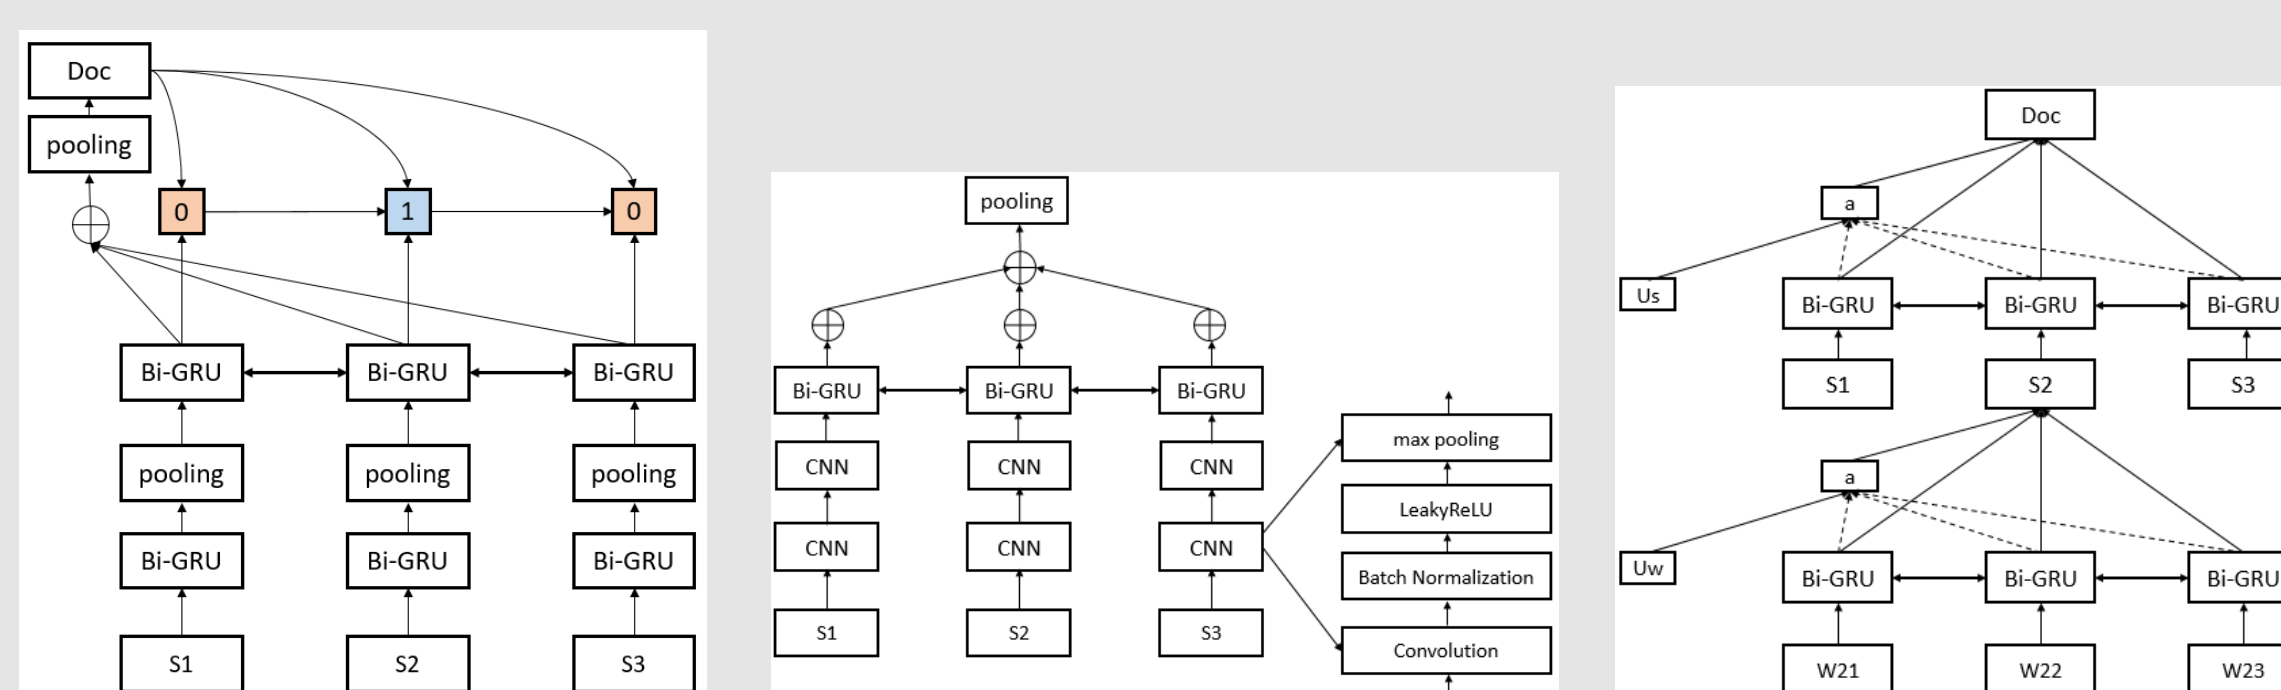 Doc
pooling
0 1 0
Bi-GRU Bi-GRU Bi-GRU
pooling pooling pooling
Bi-GRU Bi-GRU Bi-GRU
S1 S2 S3
pooling
Bi-GRU Bi-GRU Bi-GRU
CNN CNN CNN
CNN CNN CNN
S1 S2 S3
max pooling
LeakyReLU
Batch Normalization
Convolution
Doc
a
Us
Bi-GRU Bi-GRU Bi-GRU
S1 S2 S3
a
Uw
Bi-GRU Bi-GRU Bi-GRU
W21 W22 W23